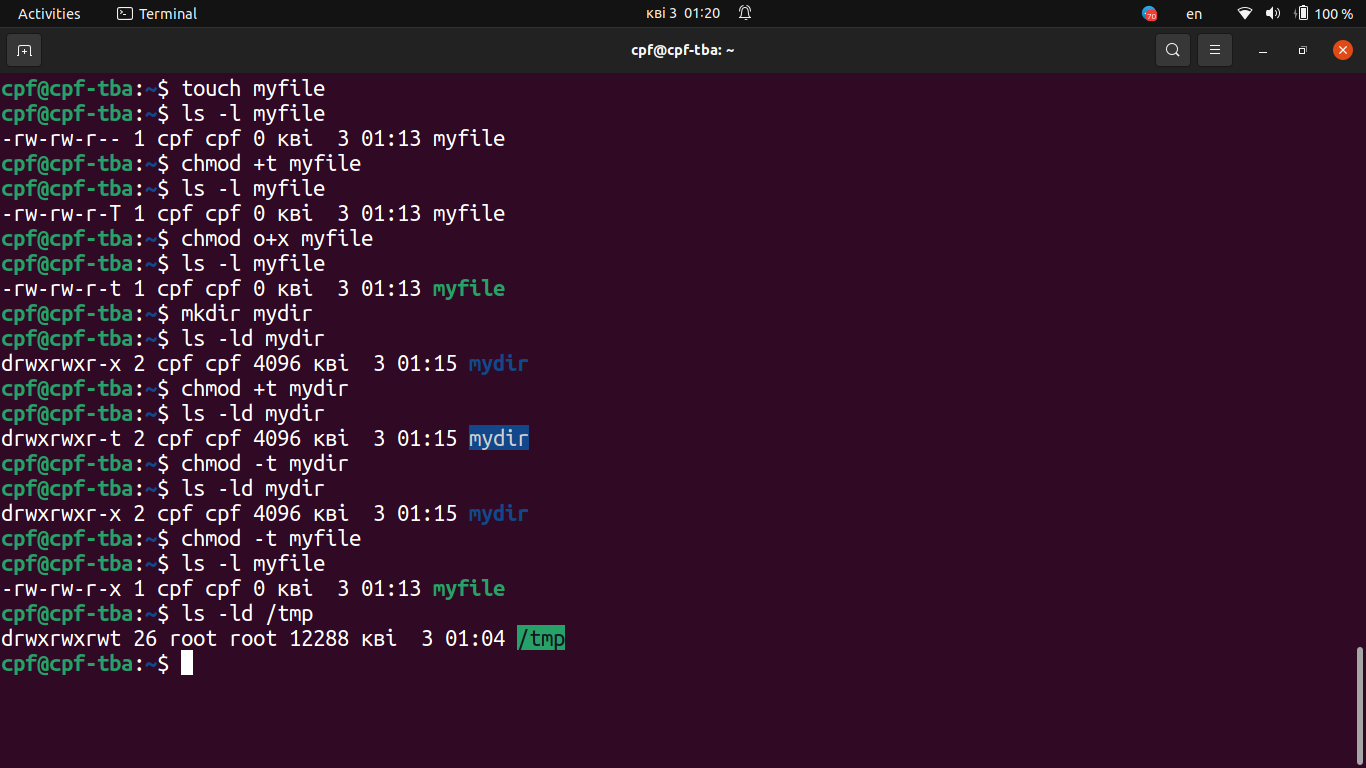 Activities Terminal кві 3 01:20 en 100 %
cpf@cpf-tba: ~
cpf@cpf-tba:~$ touch myfile
cpf@cpf-tba:~$ ls -l myfile
-rw-rw-r-- 1 cpf cpf 0 кві  3 01:13 myfile
cpf@cpf-tba:~$ chmod +t myfile
cpf@cpf-tba:~$ ls -l myfile
-rw-rw-r-T 1 cpf cpf 0 кві  3 01:13 myfile
cpf@cpf-tba:~$ chmod o+x myfile
cpf@cpf-tba:~$ ls -l myfile
-rw-rw-r-t 1 cpf cpf 0 кві  3 01:13 myfile
cpf@cpf-tba:~$ mkdir mydir
cpf@cpf-tba:~$ ls -ld mydir
drwxrwxr-x 2 cpf cpf 4096 кві  3 01:15 mydir
cpf@cpf-tba:~$ chmod +t mydir
cpf@cpf-tba:~$ ls -ld mydir
drwxrwxr-t 2 cpf cpf 4096 кві  3 01:15 mydir
cpf@cpf-tba:~$ chmod -t mydir
cpf@cpf-tba:~$ ls -ld mydir
drwxrwxr-x 2 cpf cpf 4096 кві  3 01:15 mydir
cpf@cpf-tba:~$ chmod -t myfile
cpf@cpf-tba:~$ ls -l myfile
-rw-rw-r-x 1 cpf cpf 0 кві  3 01:13 myfile
cpf@cpf-tba:~$ ls -ld /tmp
drwxrwxrwt 26 root root 12288 кві  3 01:04 /tmp
cpf@cpf-tba:~$